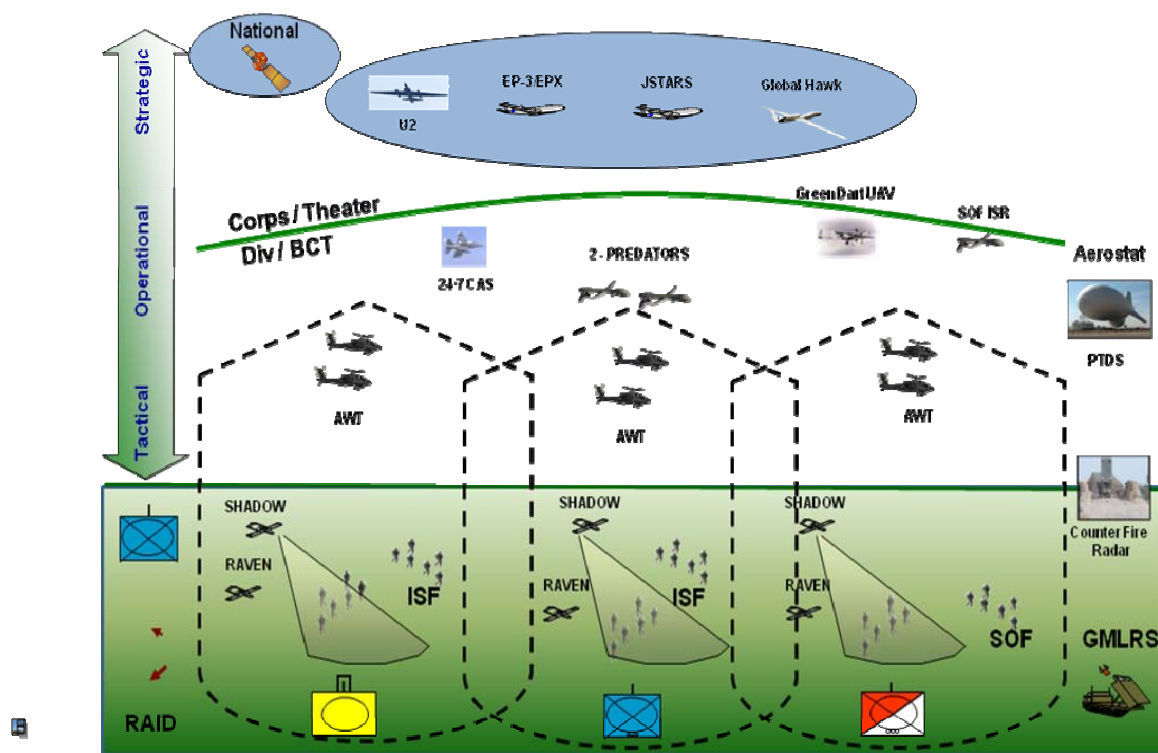 National
Strategic
Operational
Tactical
EP-3/EPX
JSTARS
Global Hawk
U2
Corps / Theater
Div / BCT
GreenDart UAV
SOF ISR
24-7 CAS
2 - PREDATORS
Aerostat
PTDS
AWT
AWT
AWT
SHADOW
SHADOW
SHADOW
RAVEN
RAVEN
RAVEN
ISF
ISF
SOF
Counter Fire
Radar
GMLRS
RAID